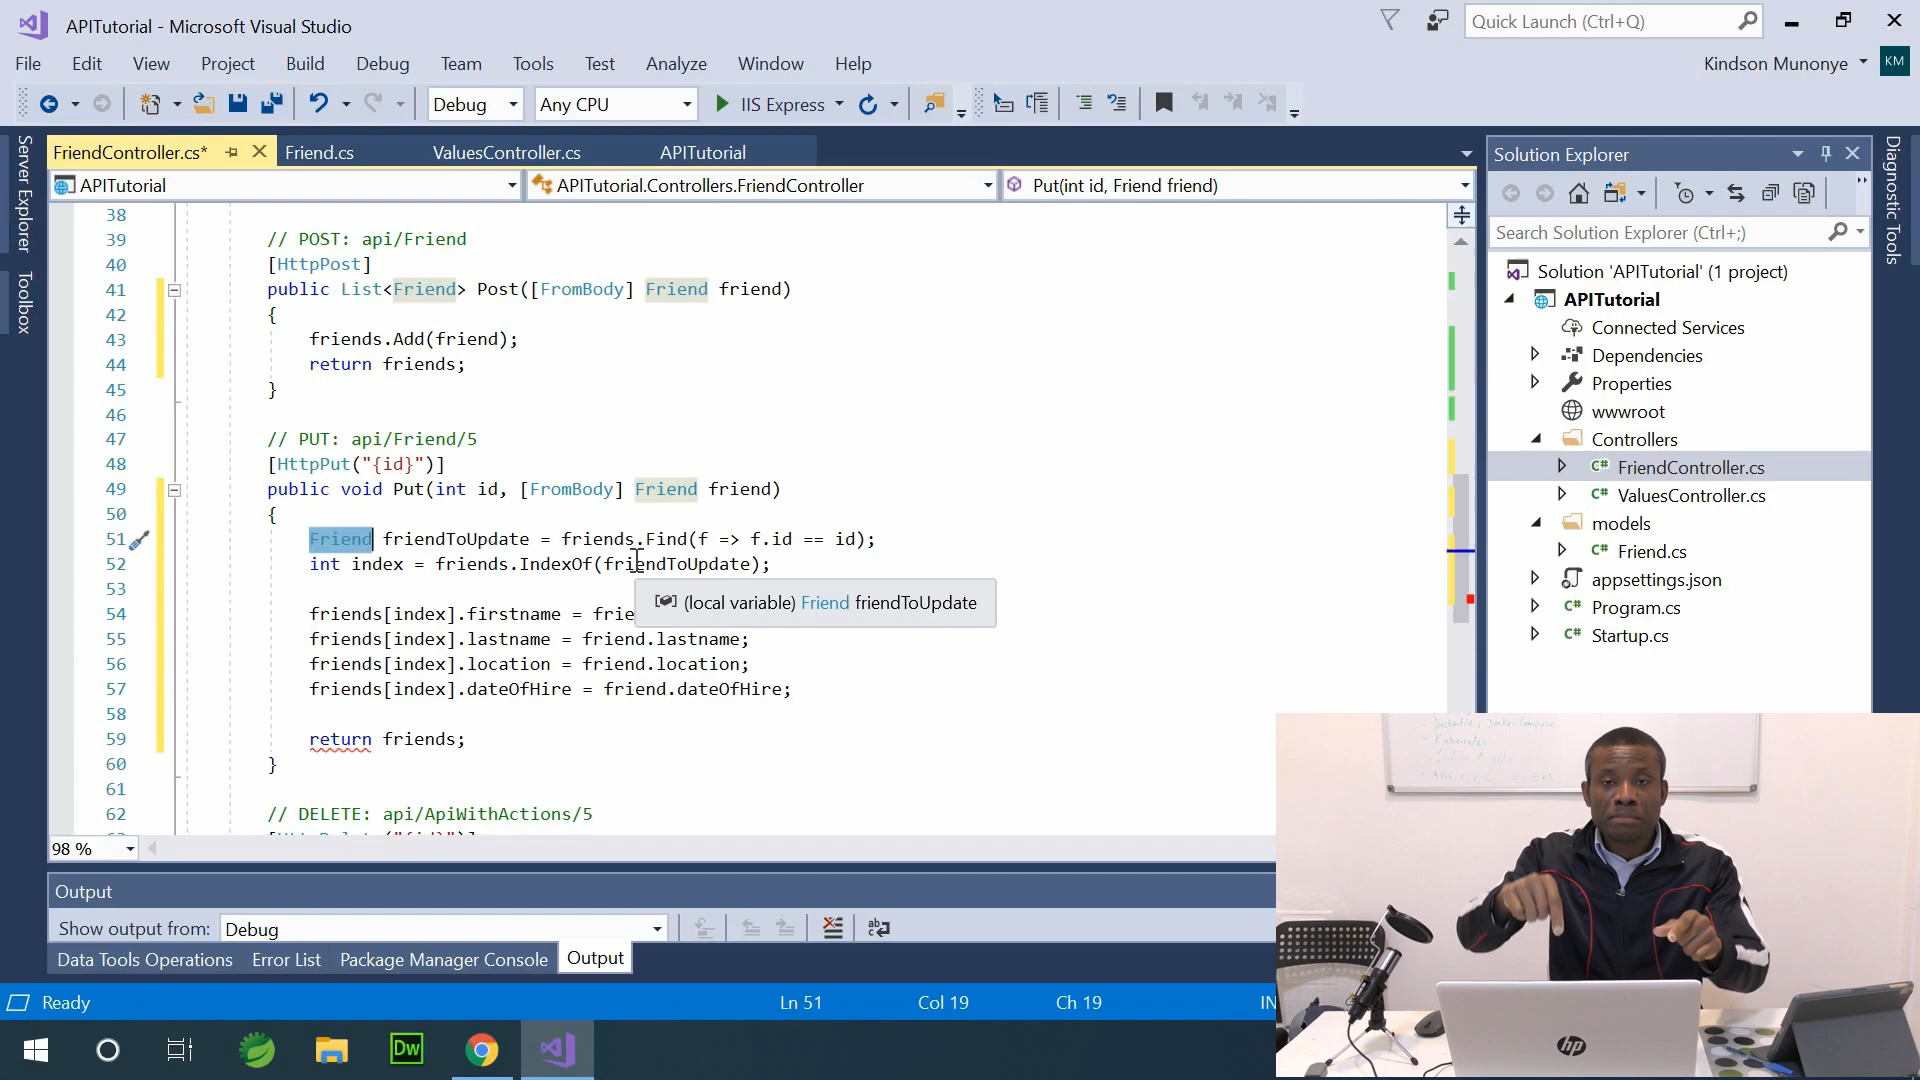 APITutorial - Microsoft Visual Studio
Quick Launch (Ctrl+Q)
File Edit View Project Build Debug Team Tools Test Analyze Window Help
Kindson Munonye KM
Debug Any CPU IIS Express
Server Explorer
Toolbox
FriendController.cs* Friend.cs ValuesController.cs APITutorial
APITutorial APITutorial.Controllers.FriendController Put(int id, Friend friend)
38
39 // POST: api/Friend
40 [HttpPost]
41 public List<Friend> Post([FromBody] Friend friend)
42 {
43 friends.Add(friend);
44 return friends;
45 }
46
47 // PUT: api/Friend/5
48 [HttpPut("{id}")]
49 public void Put(int id, [FromBody] Friend friend)
50 {
51 Friend friendToUpdate = friends.Find(f => f.id == id);
52 int index = friends.IndexOf(friendToUpdate);
53
(local variable) Friend friendToUpdate
54 friends[index].firstname = frie
55 friends[index].lastname = friend.lastname;
56 friends[index].location = friend.location;
57 friends[index].dateOfHire = friend.dateOfHire;
58
59 return friends;
60 }
61
62 // DELETE: api/ApiWithActions/5
98 %
Output
Show output from: Debug
Data Tools Operations Error List Package Manager Console Output
Ready Ln 51 Col 19 Ch 19 IN
Solution Explorer
Search Solution Explorer (Ctrl+;)
Solution 'APITutorial' (1 project)
APITutorial
Connected Services
Dependencies
Properties
wwwroot
Controllers
C# FriendController.cs
C# ValuesController.cs
models
C# Friend.cs
appsettings.json
C# Program.cs
C# Startup.cs
Diagnostic Tools
Dockerfile, Docker Compose
- Kubernetes
Dw
hp